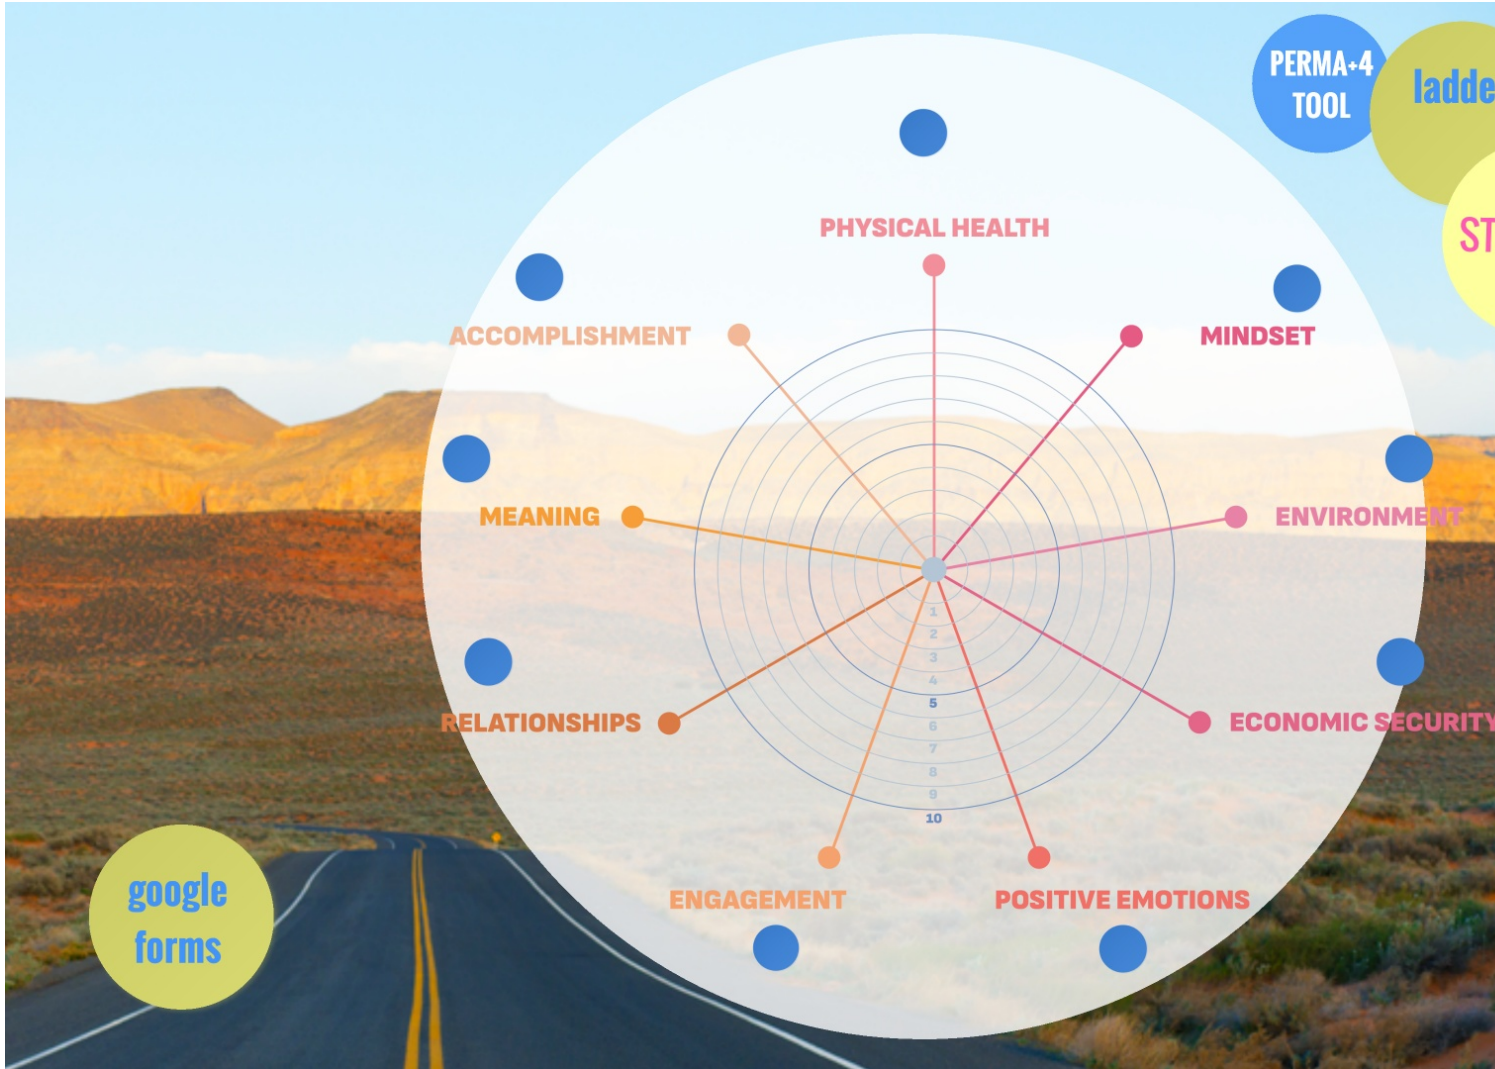 PERMA+4
TOOL
ladde
ST
PHYSICAL HEALTH
ACCOMPLISHMENT
MINDSET
MEANING
ENVIRONMENT
1
2
3
4
5
6
7
8
9
10
RELATIONSHIPS
ECONOMIC SECURITY
ENGAGEMENT
POSITIVE EMOTIONS
google
forms